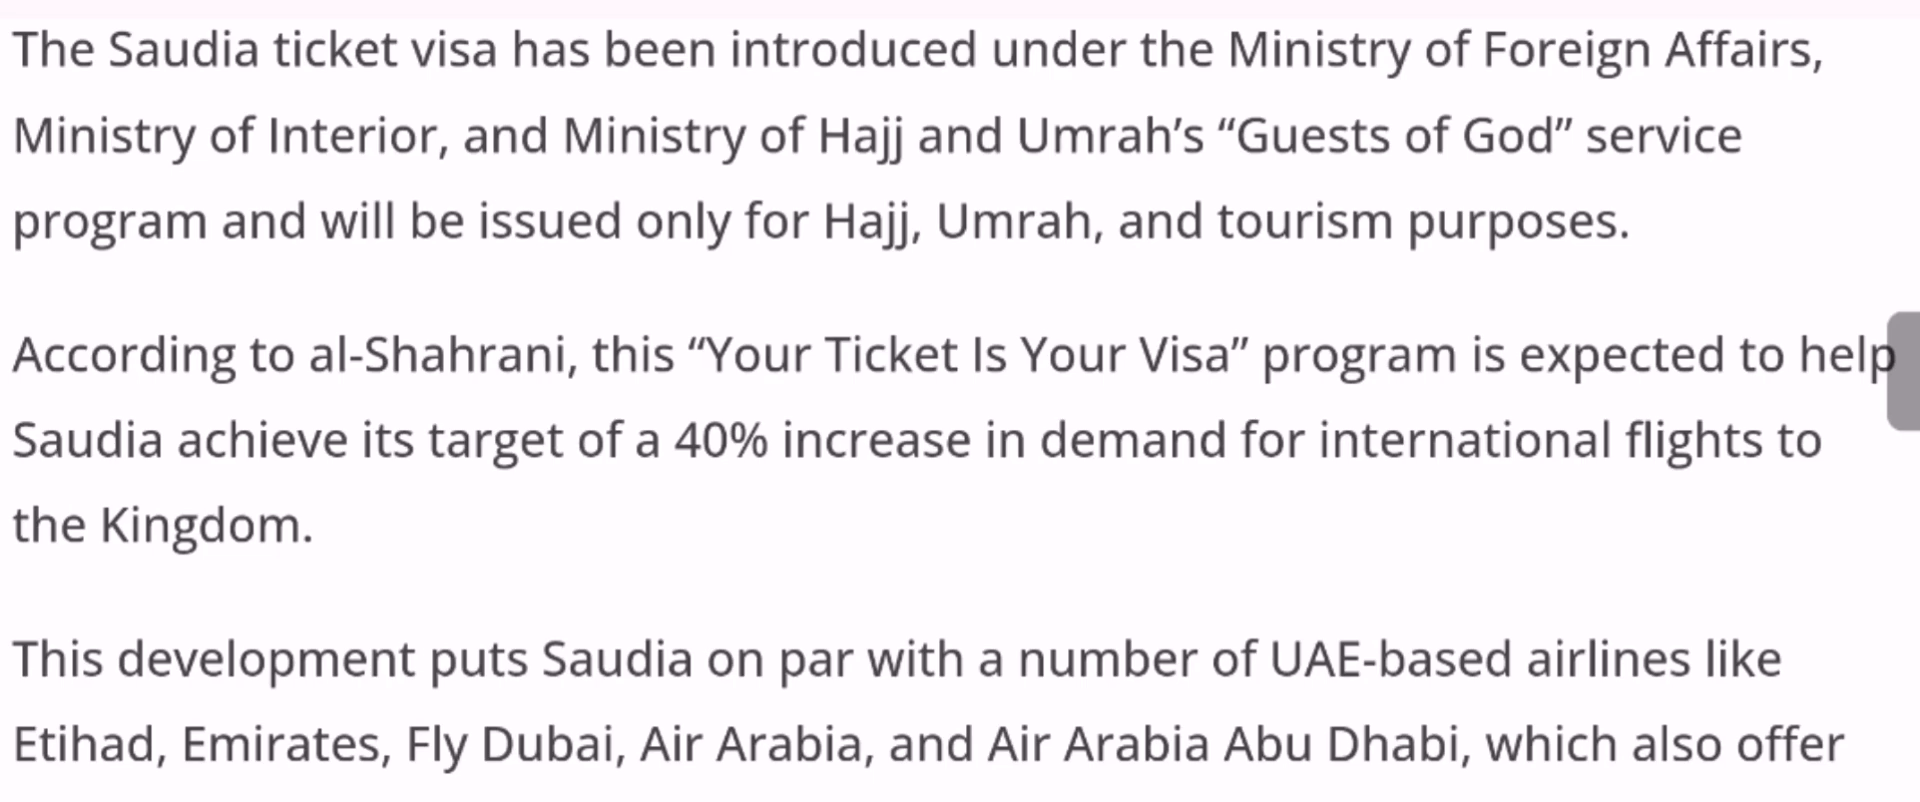 The Saudia ticket visa has been introduced under the Ministry of Foreign Affairs,
Ministry of Interior, and Ministry of Hajj and Umrah’s “Guests of God” service
program and will be issued only for Hajj, Umrah, and tourism purposes.
According to al-Shahrani, this “Your Ticket Is Your Visa” program is expected to help
Saudia achieve its target of a 40% increase in demand for international flights to
the Kingdom.
This development puts Saudia on par with a number of UAE-based airlines like
Etihad, Emirates, Fly Dubai, Air Arabia, and Air Arabia Abu Dhabi, which also offer